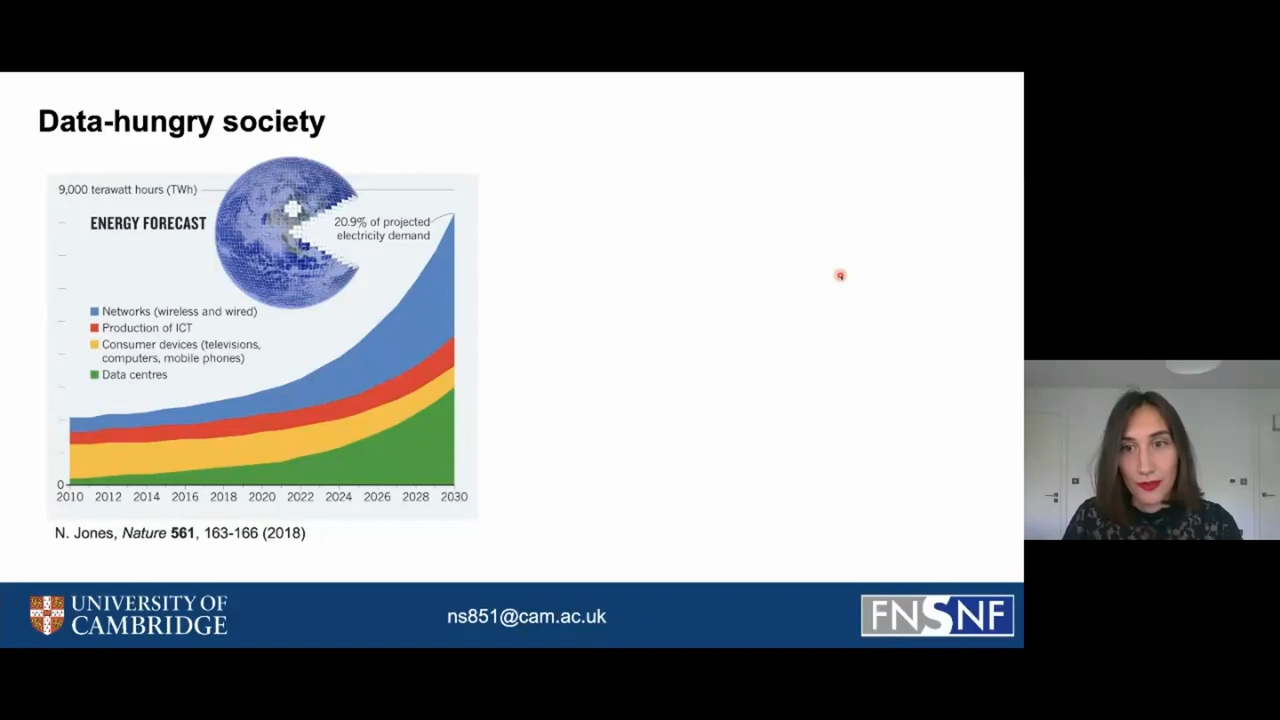 Data-hungry society
9,000 terawatt hours (TWh)
ENERGY FORECAST
20.9% of projected
electricity demand
Networks (wireless and wired)
Production of ICT
Consumer devices (televisions,
computers, mobile phones)
Data centres
0
2010 2012 2014 2016 2018 2020 2022 2024 2026 2028 2030
N. Jones, Nature 561, 163-166 (2018)
UNIVERSITY OF
CAMBRIDGE
ns851@cam.ac.uk
FNSNF